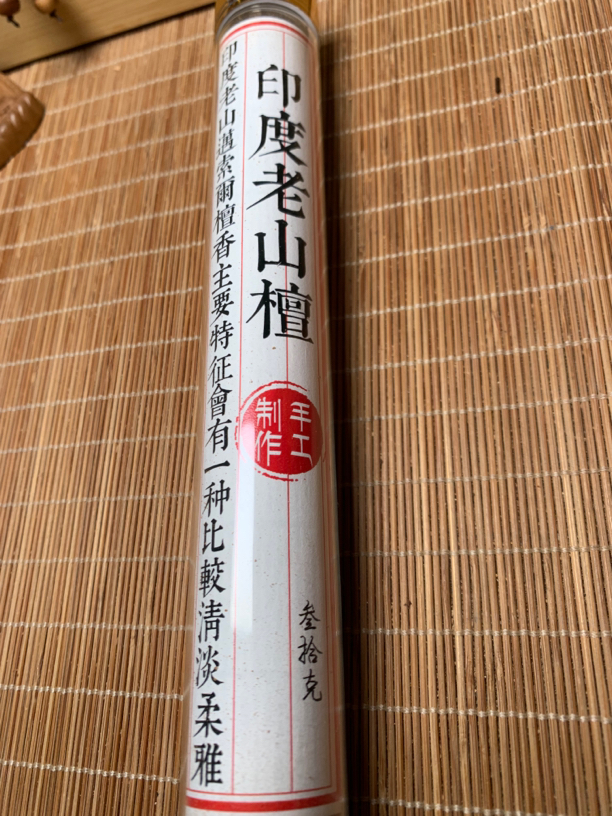 印度老山檀
手工
制作
叁拾克
印度老山邁索爾檀香主要特征會有一种比較清淡柔雅